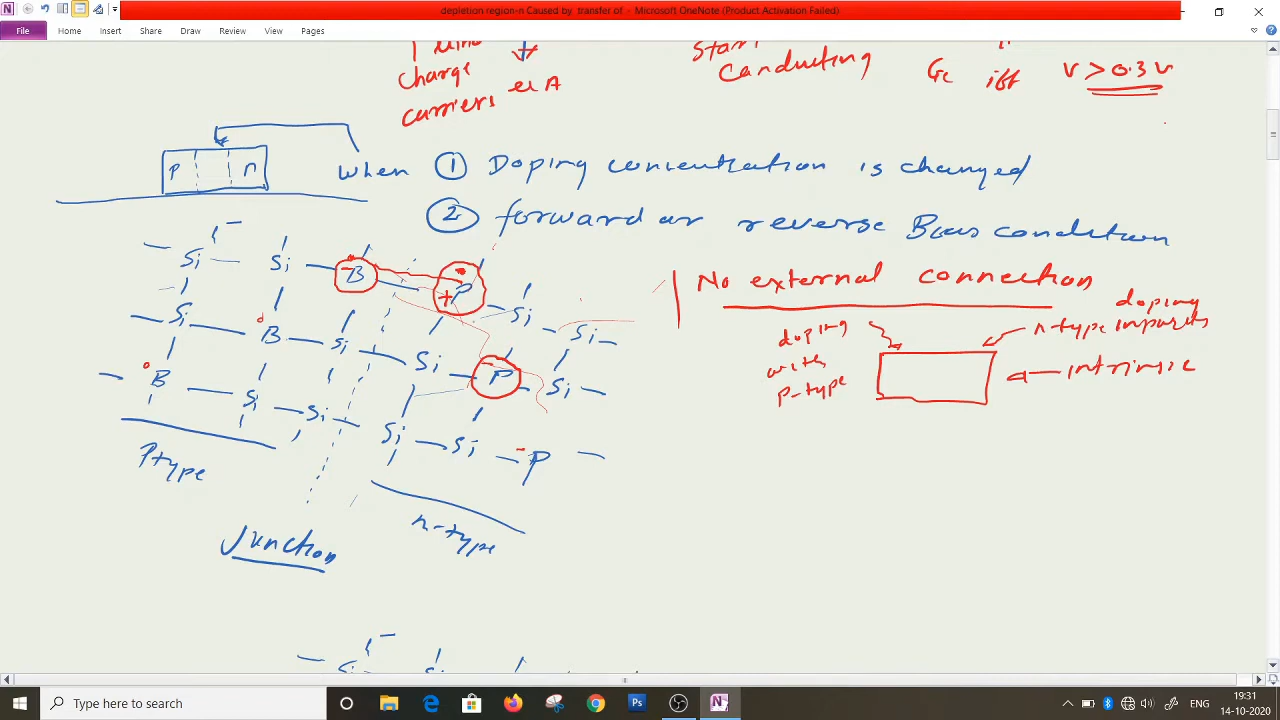 depletion region-n Caused by transfer of - Microsoft OneNote (Product Activation Failed)
File Home Insert Share Draw Review View Pages
charge
carriers
Conducting
Ge iff V > 0.3 V
P n
when ① Doping concentration is changed
② forward or reverse Bias condition
Si Si B P Si Si
Si B Si Si P Si
B Si Si Si Si P
P type
n-type
Junction
No external connection
doping with p-type
doping n-type impurity
intrinsic
Type here to search
ENG
19:31
14-10-2020